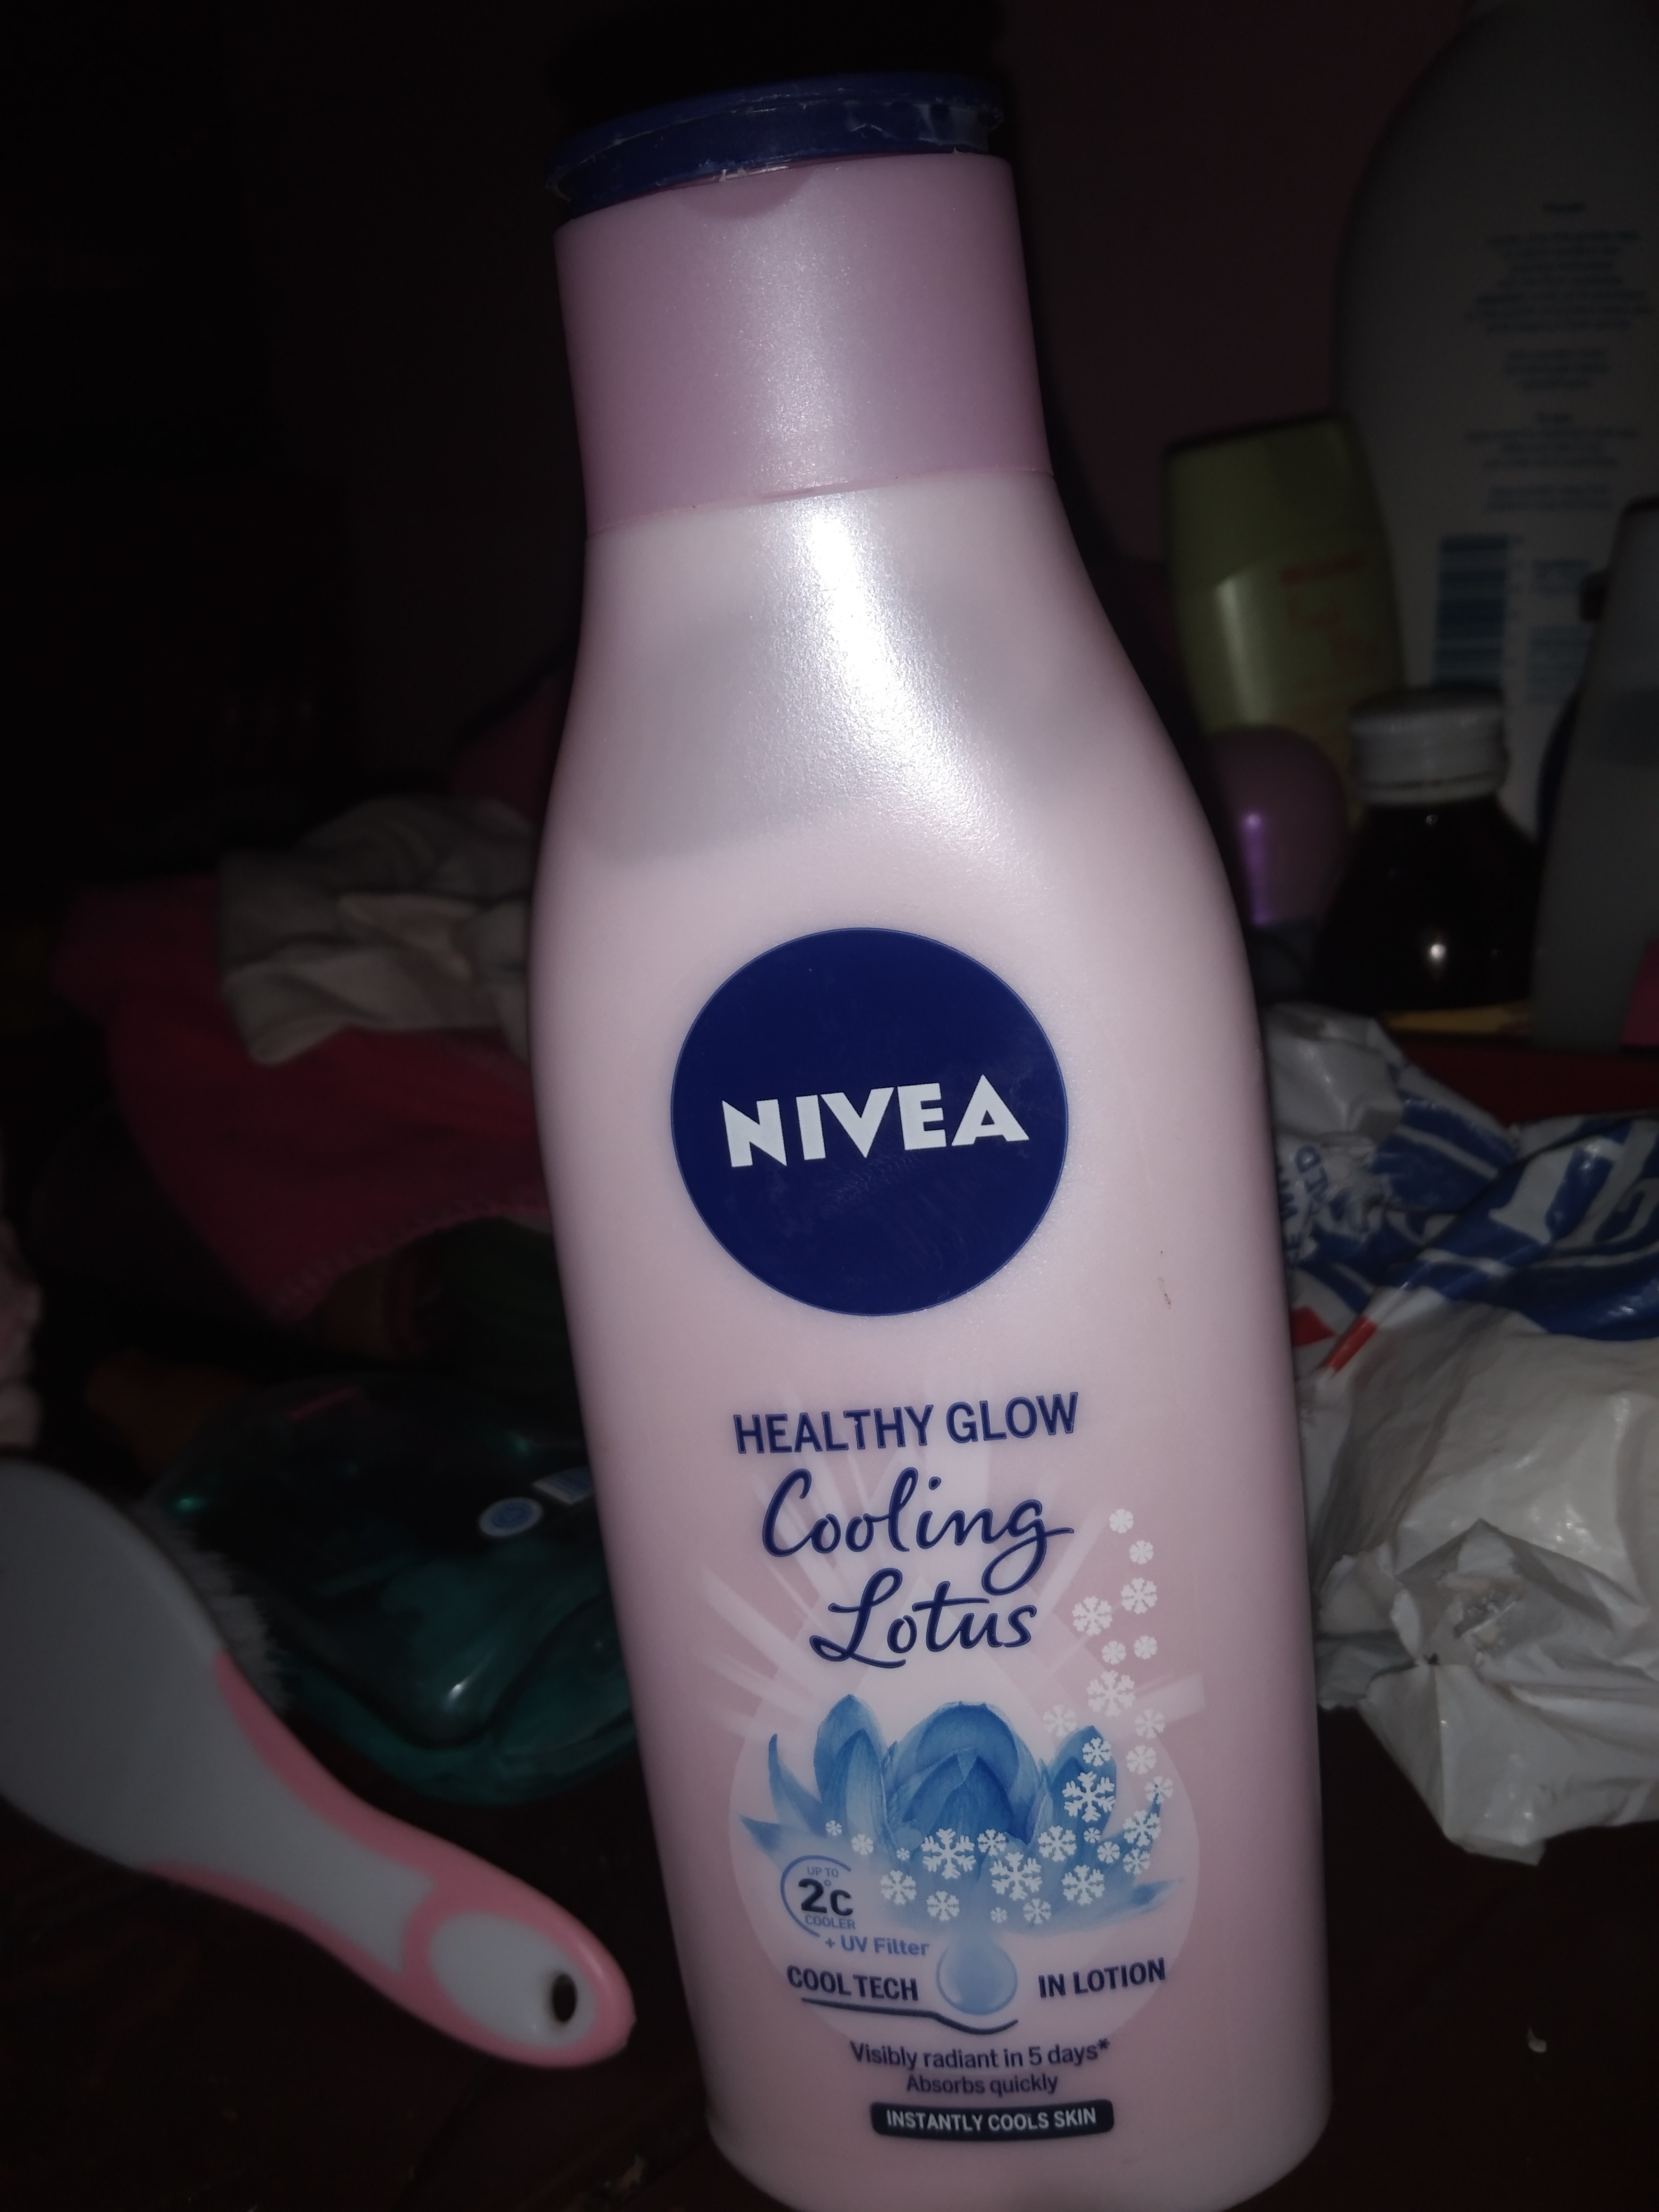 NIVEA
HEALTHY GLOW
Cooling
Lotus
UP TO
2°C
COOLER
+ UV Filter
COOL TECH IN LOTION
Visibly radiant in 5 days*
Absorbs quickly
INSTANTLY COOLS SKIN